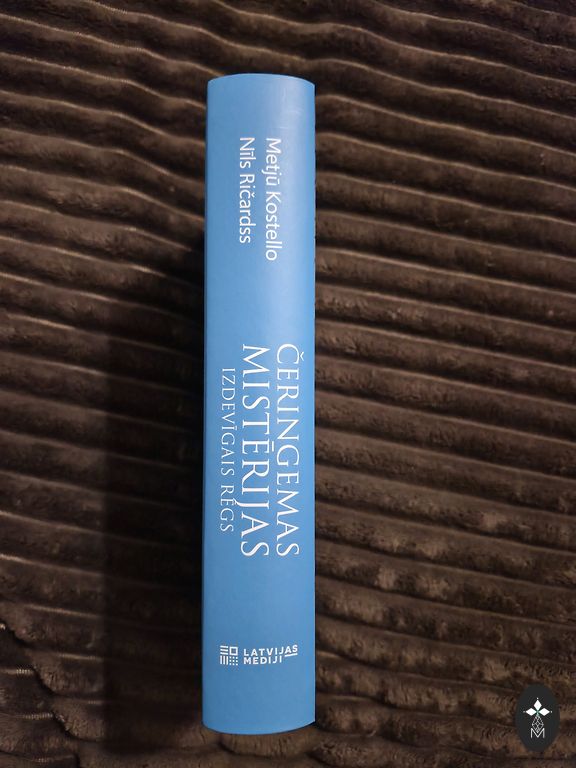 Metjū Kostello
Nīls Ričardss
ČERINGEMAS
MISTĒRIJAS
IZDEVĪGAIS RĒGS
LATVIJAS
MEDIJI